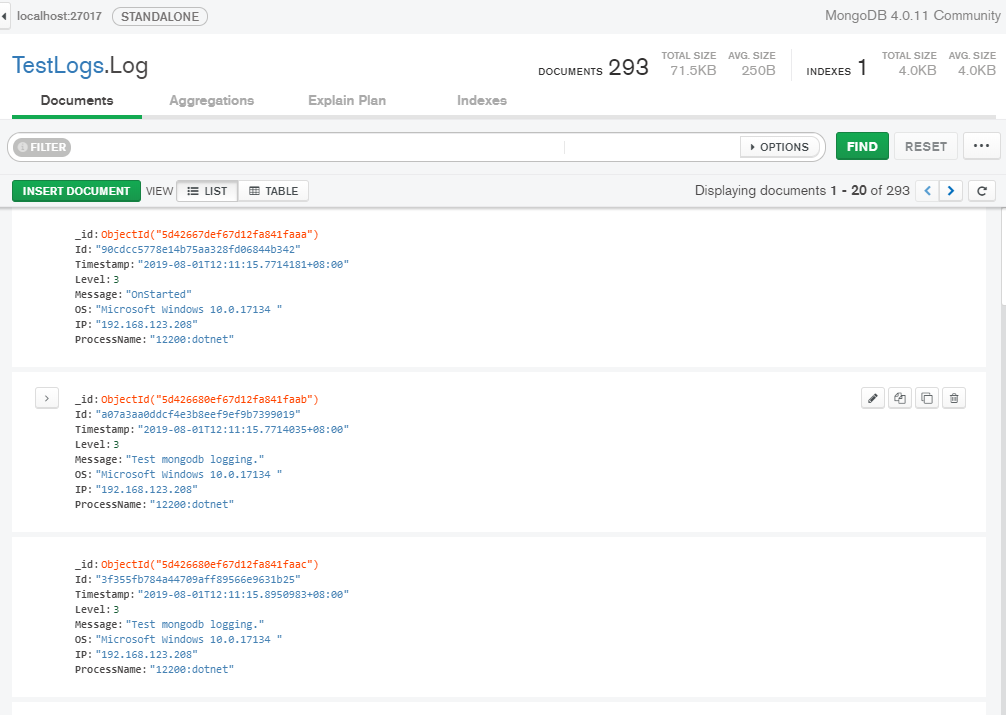 localhost:27017 STANDALONE MongoDB 4.0.11 Community
TestLogs.Log
DOCUMENTS 293 TOTAL SIZE 71.5KB AVG. SIZE 250B INDEXES 1 TOTAL SIZE 4.0KB AVG. SIZE 4.0KB
Documents Aggregations Explain Plan Indexes
FILTER OPTIONS FIND RESET ...
INSERT DOCUMENT VIEW LIST TABLE Displaying documents 1 - 20 of 293
_id: ObjectId("5d42667def67d12fa841faaa")
Id: "90cdcc5778e14b75aa328fd06844b342"
Timestamp: "2019-08-01T12:11:15.7714181+08:00"
Level: 3
Message: "OnStarted"
OS: "Microsoft Windows 10.0.17134 "
IP: "192.168.123.208"
ProcessName: "12200:dotnet"
_id: ObjectId("5d426680ef67d12fa841faab")
Id: "a07a3aa0ddcf4e3b8eef9ef9b7399019"
Timestamp: "2019-08-01T12:11:15.7714035+08:00"
Level: 3
Message: "Test mongodb logging."
OS: "Microsoft Windows 10.0.17134 "
IP: "192.168.123.208"
ProcessName: "12200:dotnet"
_id: ObjectId("5d426680ef67d12fa841faac")
Id: "3f355fb784a44709aff89566e9631b25"
Timestamp: "2019-08-01T12:11:15.8950983+08:00"
Level: 3
Message: "Test mongodb logging."
OS: "Microsoft Windows 10.0.17134 "
IP: "192.168.123.208"
ProcessName: "12200:dotnet"